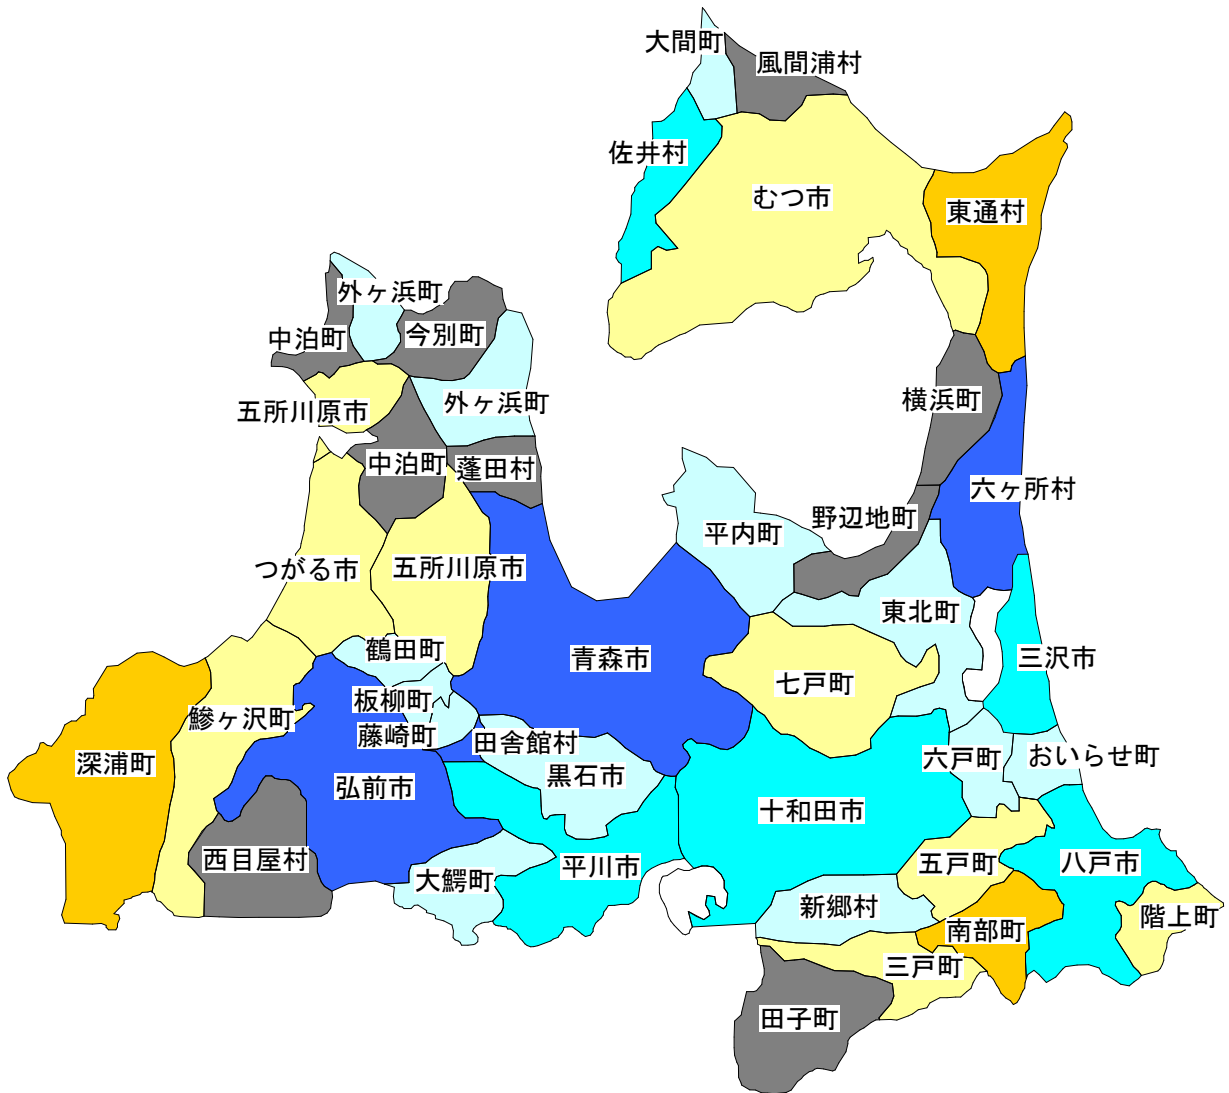 大間町
風間浦村
佐井村
むつ市
東通村
外ヶ浜町
中泊町
今別町
五所川原市
外ヶ浜町
横浜町
中泊町
蓬田村
六ヶ所村
野辺地町
平内町
つがる市
五所川原市
東北町
鶴田町
青森市
三沢市
七戸町
板柳町
鰺ヶ沢町
藤崎町
田舎館村
おいらせ町
六戸町
深浦町
黒石市
弘前市
十和田市
西目屋村
平川市
五戸町
八戸市
大鰐町
新郷村
階上町
南部町
三戸町
田子町